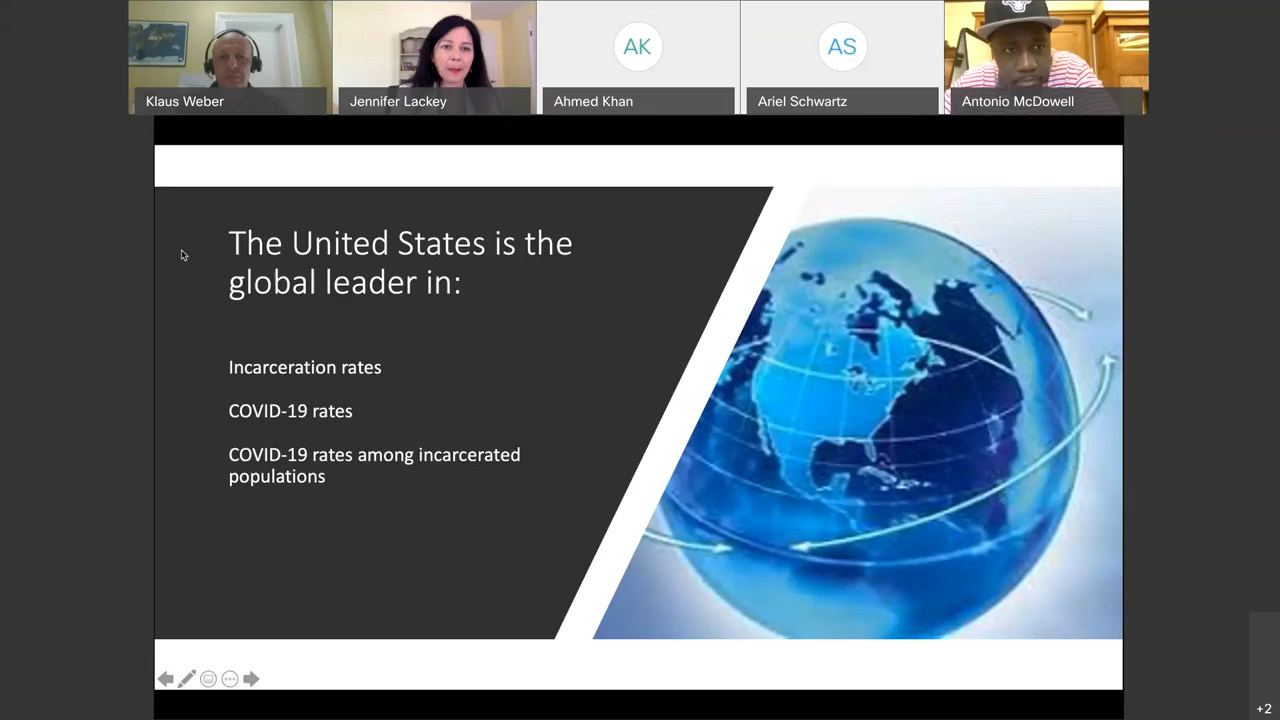 AK
AS
Klaus Weber
Jennifer Lackey
Ahmed Khan
Ariel Schwartz
Antonio McDowell
The United States is the
global leader in:
Incarceration rates
COVID-19 rates
COVID-19 rates among incarcerated
populations
+2